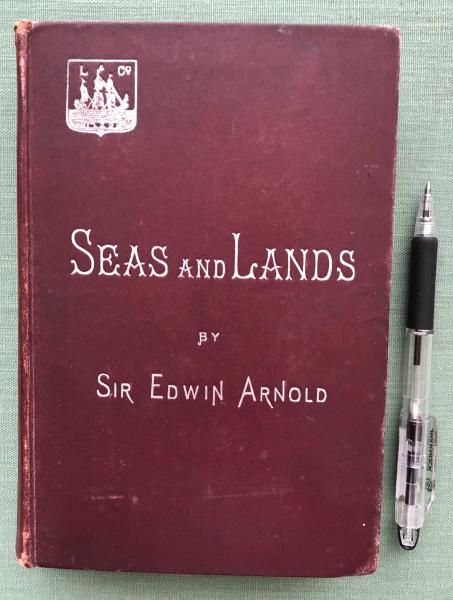 L Co
SEAS AND LANDS
BY
SIR EDWIN ARNOLD